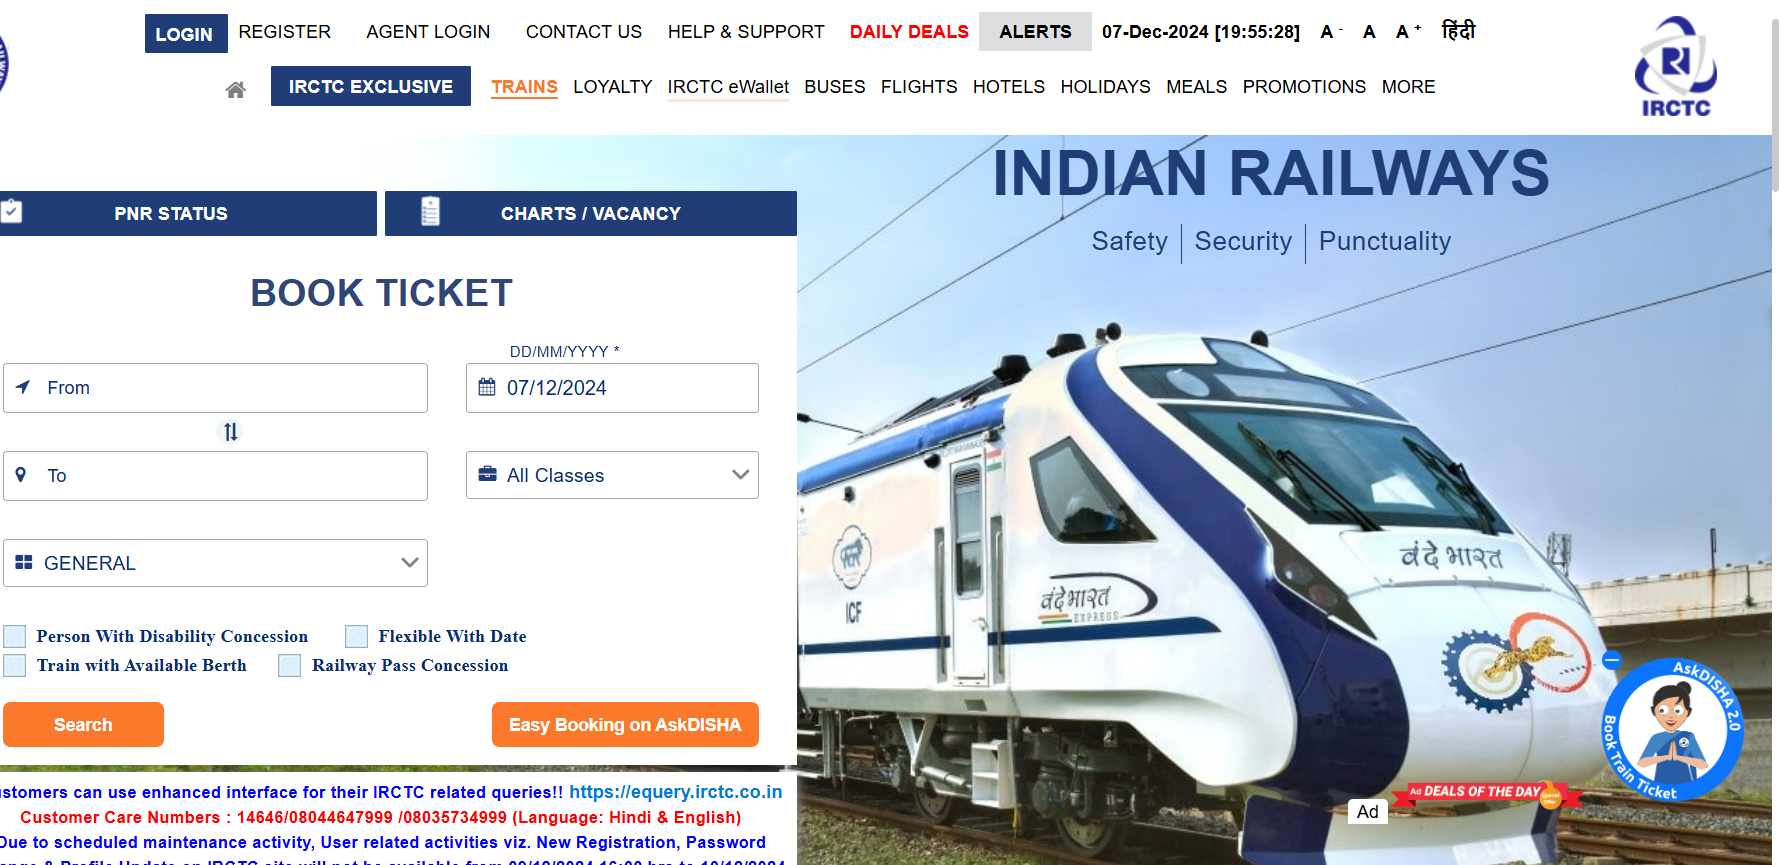 LOGIN REGISTER AGENT LOGIN CONTACT US HELP & SUPPORT DAILY DEALS ALERTS 07-Dec-2024 [19:55:28] A - A A + हिंदी
IRCTC EXCLUSIVE TRAINS LOYALTY IRCTC eWallet BUSES FLIGHTS HOTELS HOLIDAYS MEALS PROMOTIONS MORE
IRCTC
INDIAN RAILWAYS
Safety | Security | Punctuality
PNR STATUS CHARTS / VACANCY
BOOK TICKET
DD/MM/YYYY *
From 07/12/2024
To All Classes
GENERAL
Person With Disability Concession Flexible With Date
Train with Available Berth Railway Pass Concession
Search Easy Booking on AskDISHA
customers can use enhanced interface for their IRCTC related queries!! https://equery.irctc.co.in
Customer Care Numbers : 14646/08044647999 /08035734999 (Language: Hindi & English)
Due to scheduled maintenance activity, User related activities viz. New Registration, Password
वंदे भारत
वंदे भारत
EXPRESS
ICF
AskDISHA 2.0
Book Train Ticket
Ad DEALS OF THE DAY Special Offer
Ad